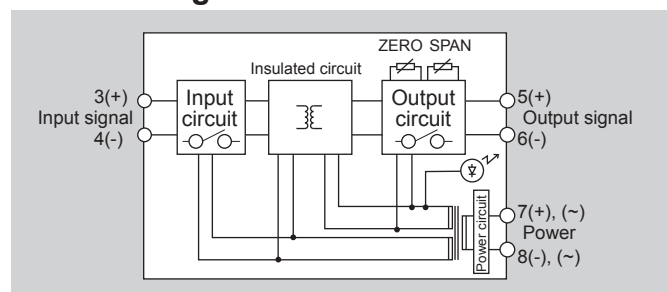 ZERO SPAN
Insulated circuit
3(+)
Input signal
4(-)
Input
circuit
Output
circuit
5(+)
Output signal
6(-)
Power circuit
7(+), (~)
Power
8(-), (~)